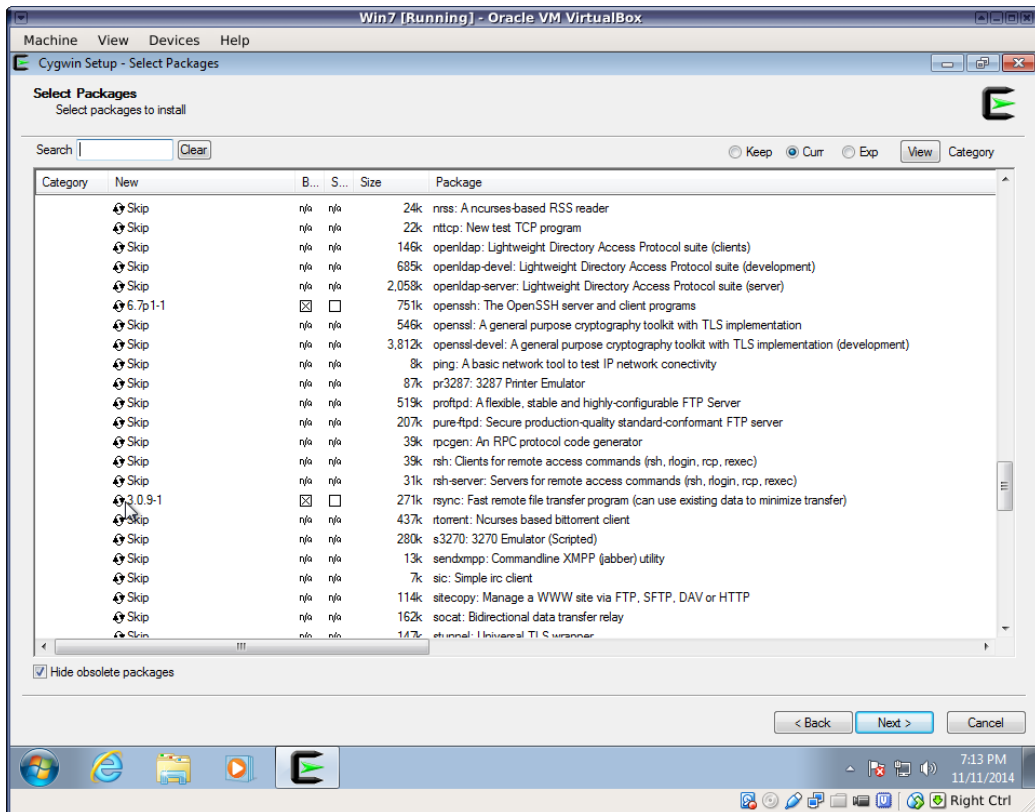 Win7 [Running] - Oracle VM VirtualBox
Machine View Devices Help
Cygwin Setup - Select Packages
Select Packages
Select packages to install
Search Clear Keep Curr Exp View Category
Category New B... S... Size Package
Skip n/a n/a 24k nrss: A ncurses-based RSS reader
Skip n/a n/a 22k nttcp: New test TCP program
Skip n/a n/a 146k openldap: Lightweight Directory Access Protocol suite (clients)
Skip n/a n/a 685k openldap-devel: Lightweight Directory Access Protocol suite (development)
Skip n/a n/a 2,058k openldap-server: Lightweight Directory Access Protocol suite (server)
6.7p1-1 751k openssh: The OpenSSH server and client programs
Skip n/a n/a 546k openssl: A general purpose cryptography toolkit with TLS implementation
Skip n/a n/a 3,812k openssl-devel: A general purpose cryptography toolkit with TLS implementation (development)
Skip n/a n/a 8k ping: A basic network tool to test IP network conectivity
Skip n/a n/a 87k pr3287: 3287 Printer Emulator
Skip n/a n/a 519k proftpd: A flexible, stable and highly-configurable FTP Server
Skip n/a n/a 207k pure-ftpd: Secure production-quality standard-conformant FTP server
Skip n/a n/a 39k rpcgen: An RPC protocol code generator
Skip n/a n/a 39k rsh: Clients for remote access commands (rsh, rlogin, rcp, rexec)
Skip n/a n/a 31k rsh-server: Servers for remote access commands (rsh, rlogin, rcp, rexec)
3.0.9-1 271k rsync: Fast remote file transfer program (can use existing data to minimize transfer)
Skip n/a n/a 437k rtorrent: Ncurses based bittorrent client
Skip n/a n/a 280k s3270: 3270 Emulator (Scripted)
Skip n/a n/a 13k sendxmpp: Commandline XMPP (jabber) utility
Skip n/a n/a 7k sic: Simple irc client
Skip n/a n/a 114k sitecopy: Manage a WWW site via FTP, SFTP, DAV or HTTP
Skip n/a n/a 162k socat: Bidirectional data transfer relay
Skip n/a n/a 147k stunnel: Universal TLS wrapper
Hide obsolete packages
< Back Next > Cancel
7:13 PM
11/11/2014
Right Ctrl